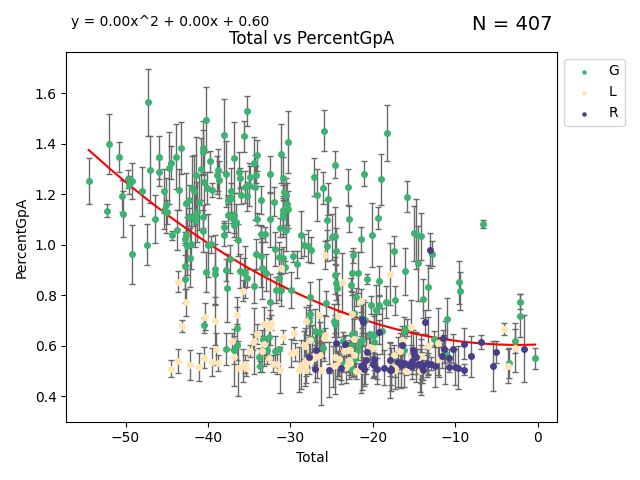 y = 0.00x^2 + 0.00x + 0.60
N = 407
Total vs PercentGpA
G
L
R
PercentGpA
1.6
1.4
1.2
1.0
0.8
0.6
0.4
−50
−40
−30
−20
−10
0
Total